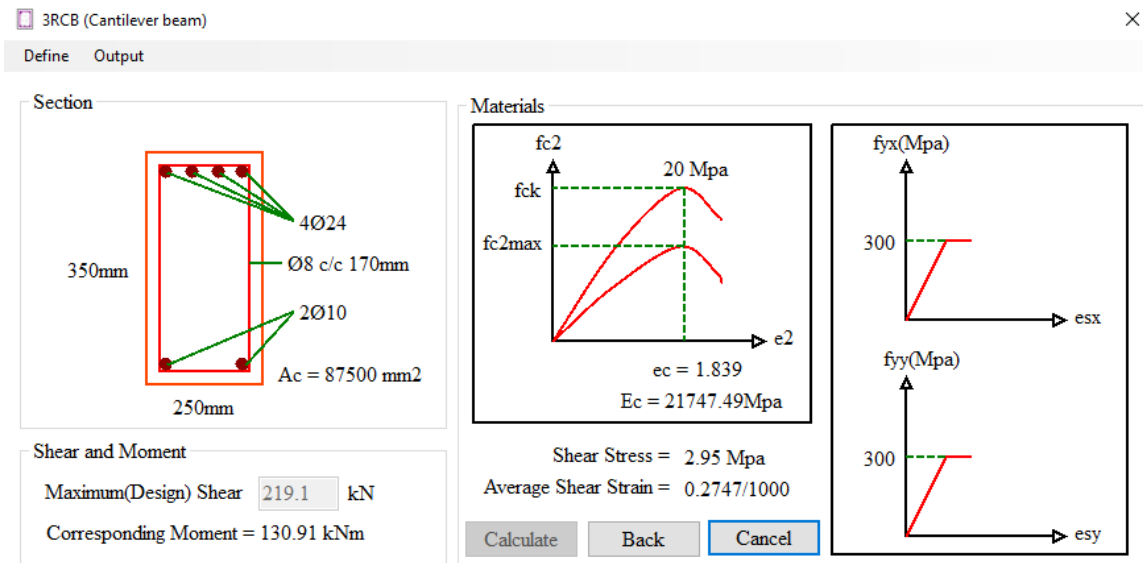 3RCB (Cantilever beam)
Define Output
Section
4Ø24
Ø8 c/c 170mm
350mm
2Ø10
Ac = 87500 mm2
250mm
Shear and Moment
Maximum(Design) Shear 219.1 kN
Corresponding Moment = 130.91 kNm
Materials
fc2
20 Mpa
fck
fc2max
e2
ec = 1.839
Ec = 21747.49Mpa
Shear Stress = 2.95 Mpa
Average Shear Strain = 0.2747/1000
Calculate Back Cancel
fyx(Mpa)
300
esx
fyy(Mpa)
300
esy